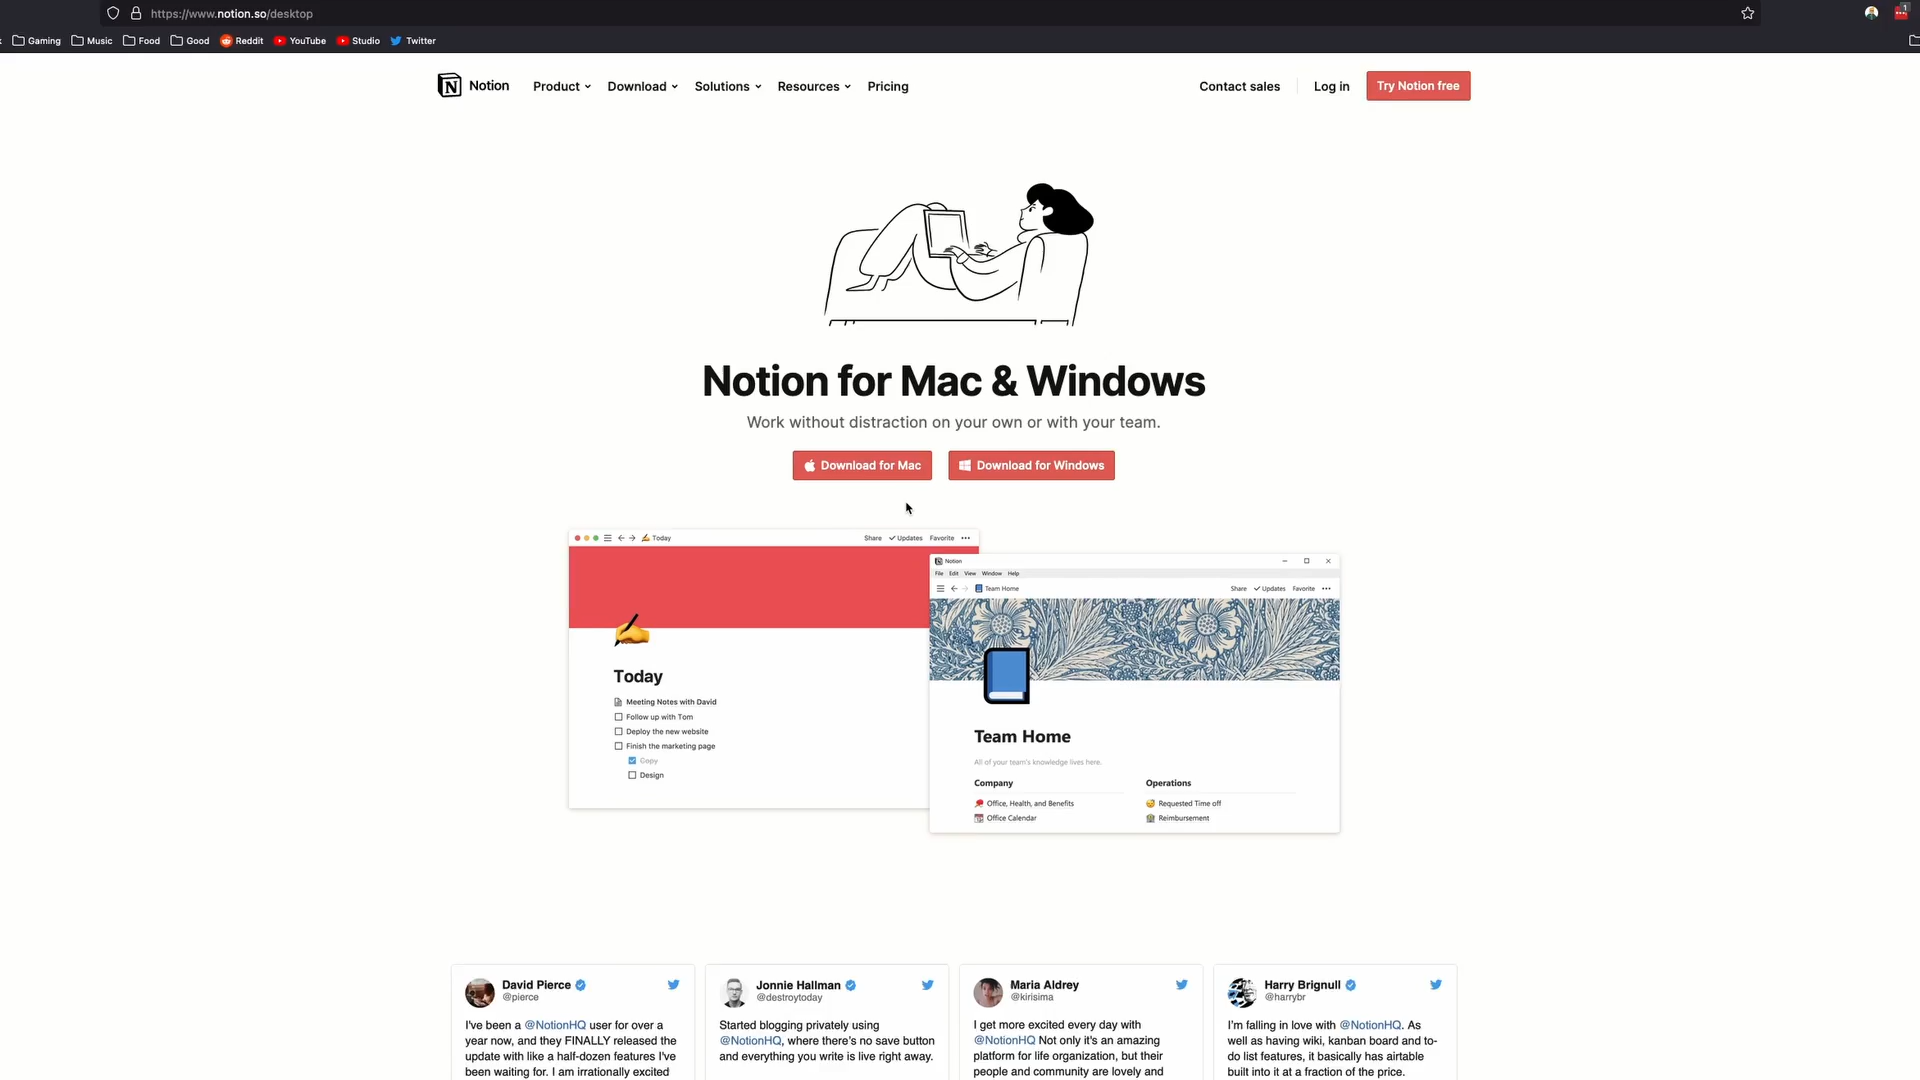 https://www.notion.so/desktop
1
Gaming Music Food Good Reddit YouTube Studio Twitter
Notion Product Download Solutions Resources Pricing Contact sales Log in Try Notion free
Notion for Mac & Windows
Work without distraction on your own or with your team.
Download for Mac Download for Windows
Today Share Updates Favorite
Today
Meeting Notes with David
Follow up with Tom
Deploy the new website
Finish the marketing page
Copy
Design
Notion
File Edit View Window Help
Team Home Share Updates Favorite
Team Home
All of your team's knowledge lives here.
Company Operations
Office, Health, and Benefits Requested Time off
Office Calendar Reimbursement
David Pierce
@pierce
I've been a @NotionHQ user for over a
year now, and they FINALLY released the
update with like a half-dozen features I've
been waiting for. I am irrationally excited
Jonnie Hallman
@destroytoday
Started blogging privately using
@NotionHQ, where there's no save button
and everything you write is live right away.
Maria Aldrey
@kirisima
I get more excited every day with
@NotionHQ Not only it's an amazing
platform for life organization, but their
people and community are lovely and
Harry Brignull
@harrybr
I'm falling in love with @NotionHQ. As
well as having wiki, kanban board and to-
do list features, it basically has airtable
built into it at a fraction of the price.